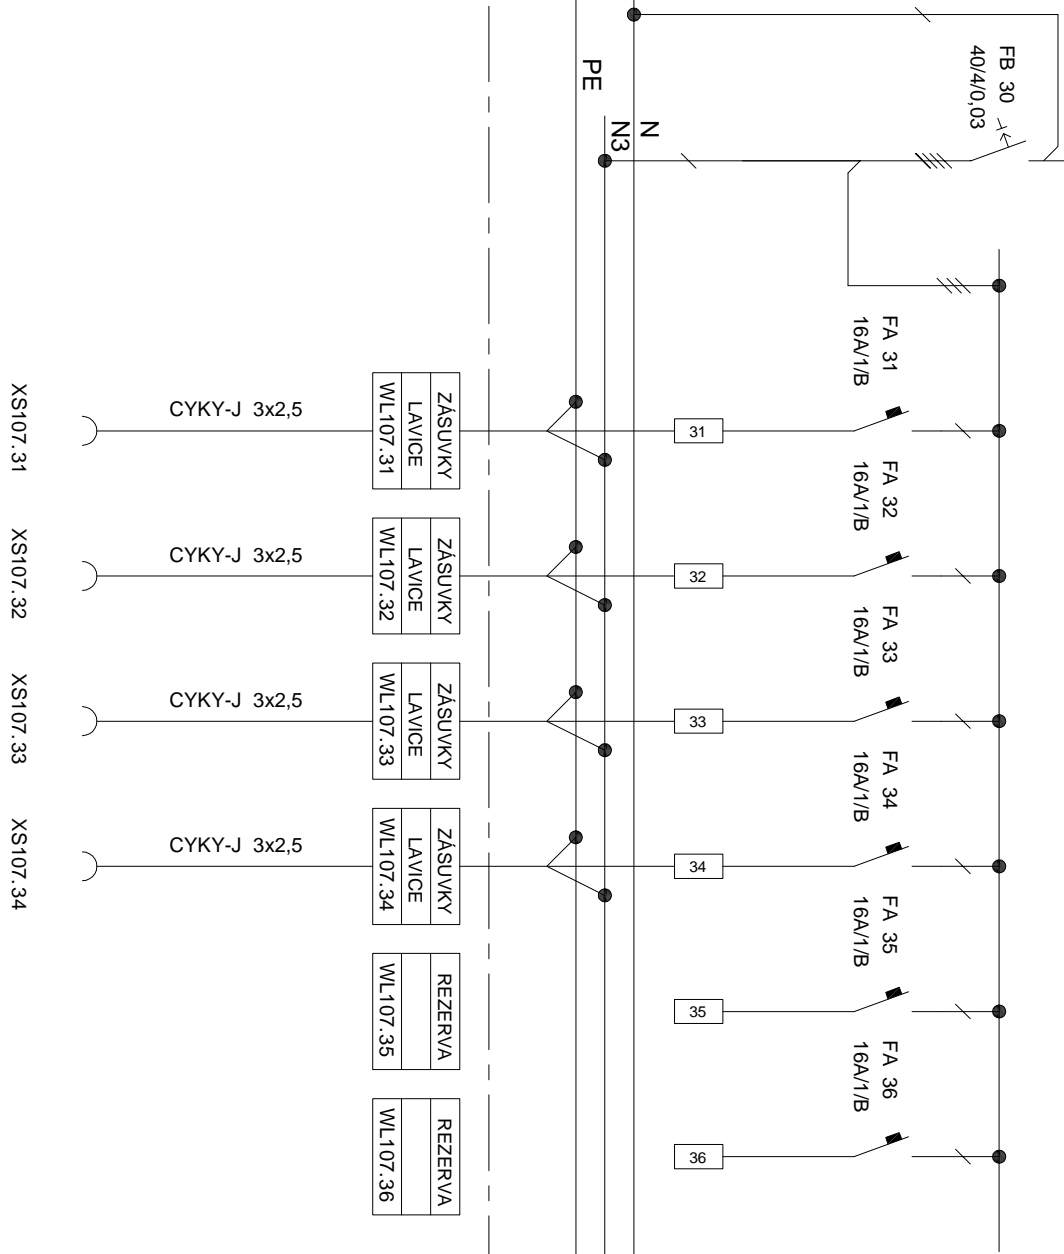 FB 30
40/4/0,03
PE
N3
N
FA 31
16A/1/B
31
ZÁSUVKY
LAVICE
WL107.31
CYKY-J 3x2,5
XS107.31
FA 32
16A/1/B
32
ZÁSUVKY
LAVICE
WL107.32
CYKY-J 3x2,5
XS107.32
FA 33
16A/1/B
33
ZÁSUVKY
LAVICE
WL107.33
CYKY-J 3x2,5
XS107.33
FA 34
16A/1/B
34
ZÁSUVKY
LAVICE
WL107.34
CYKY-J 3x2,5
XS107.34
FA 35
16A/1/B
35
REZERVA
WL107.35
FA 36
16A/1/B
36
REZERVA
WL107.36